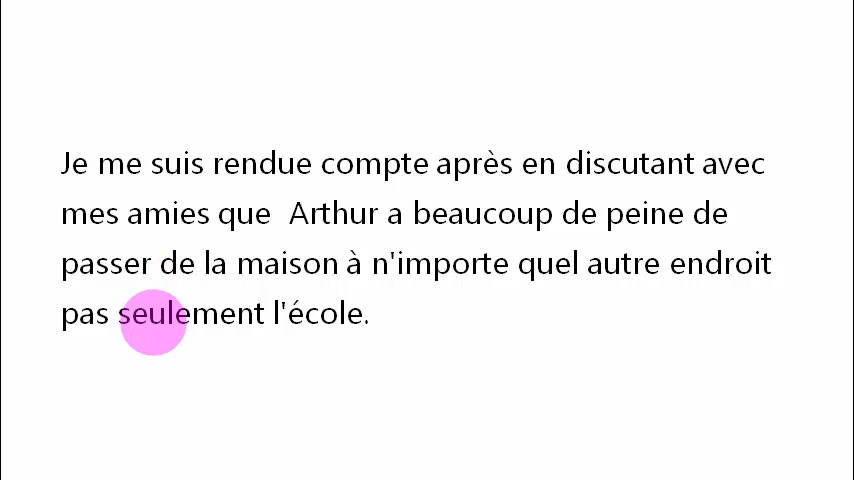 Je me suis rendue compte après en discutant avec
mes amies que  Arthur a beaucoup de peine de
passer de la maison à n'importe quel autre endroit
pas seulement l'école.